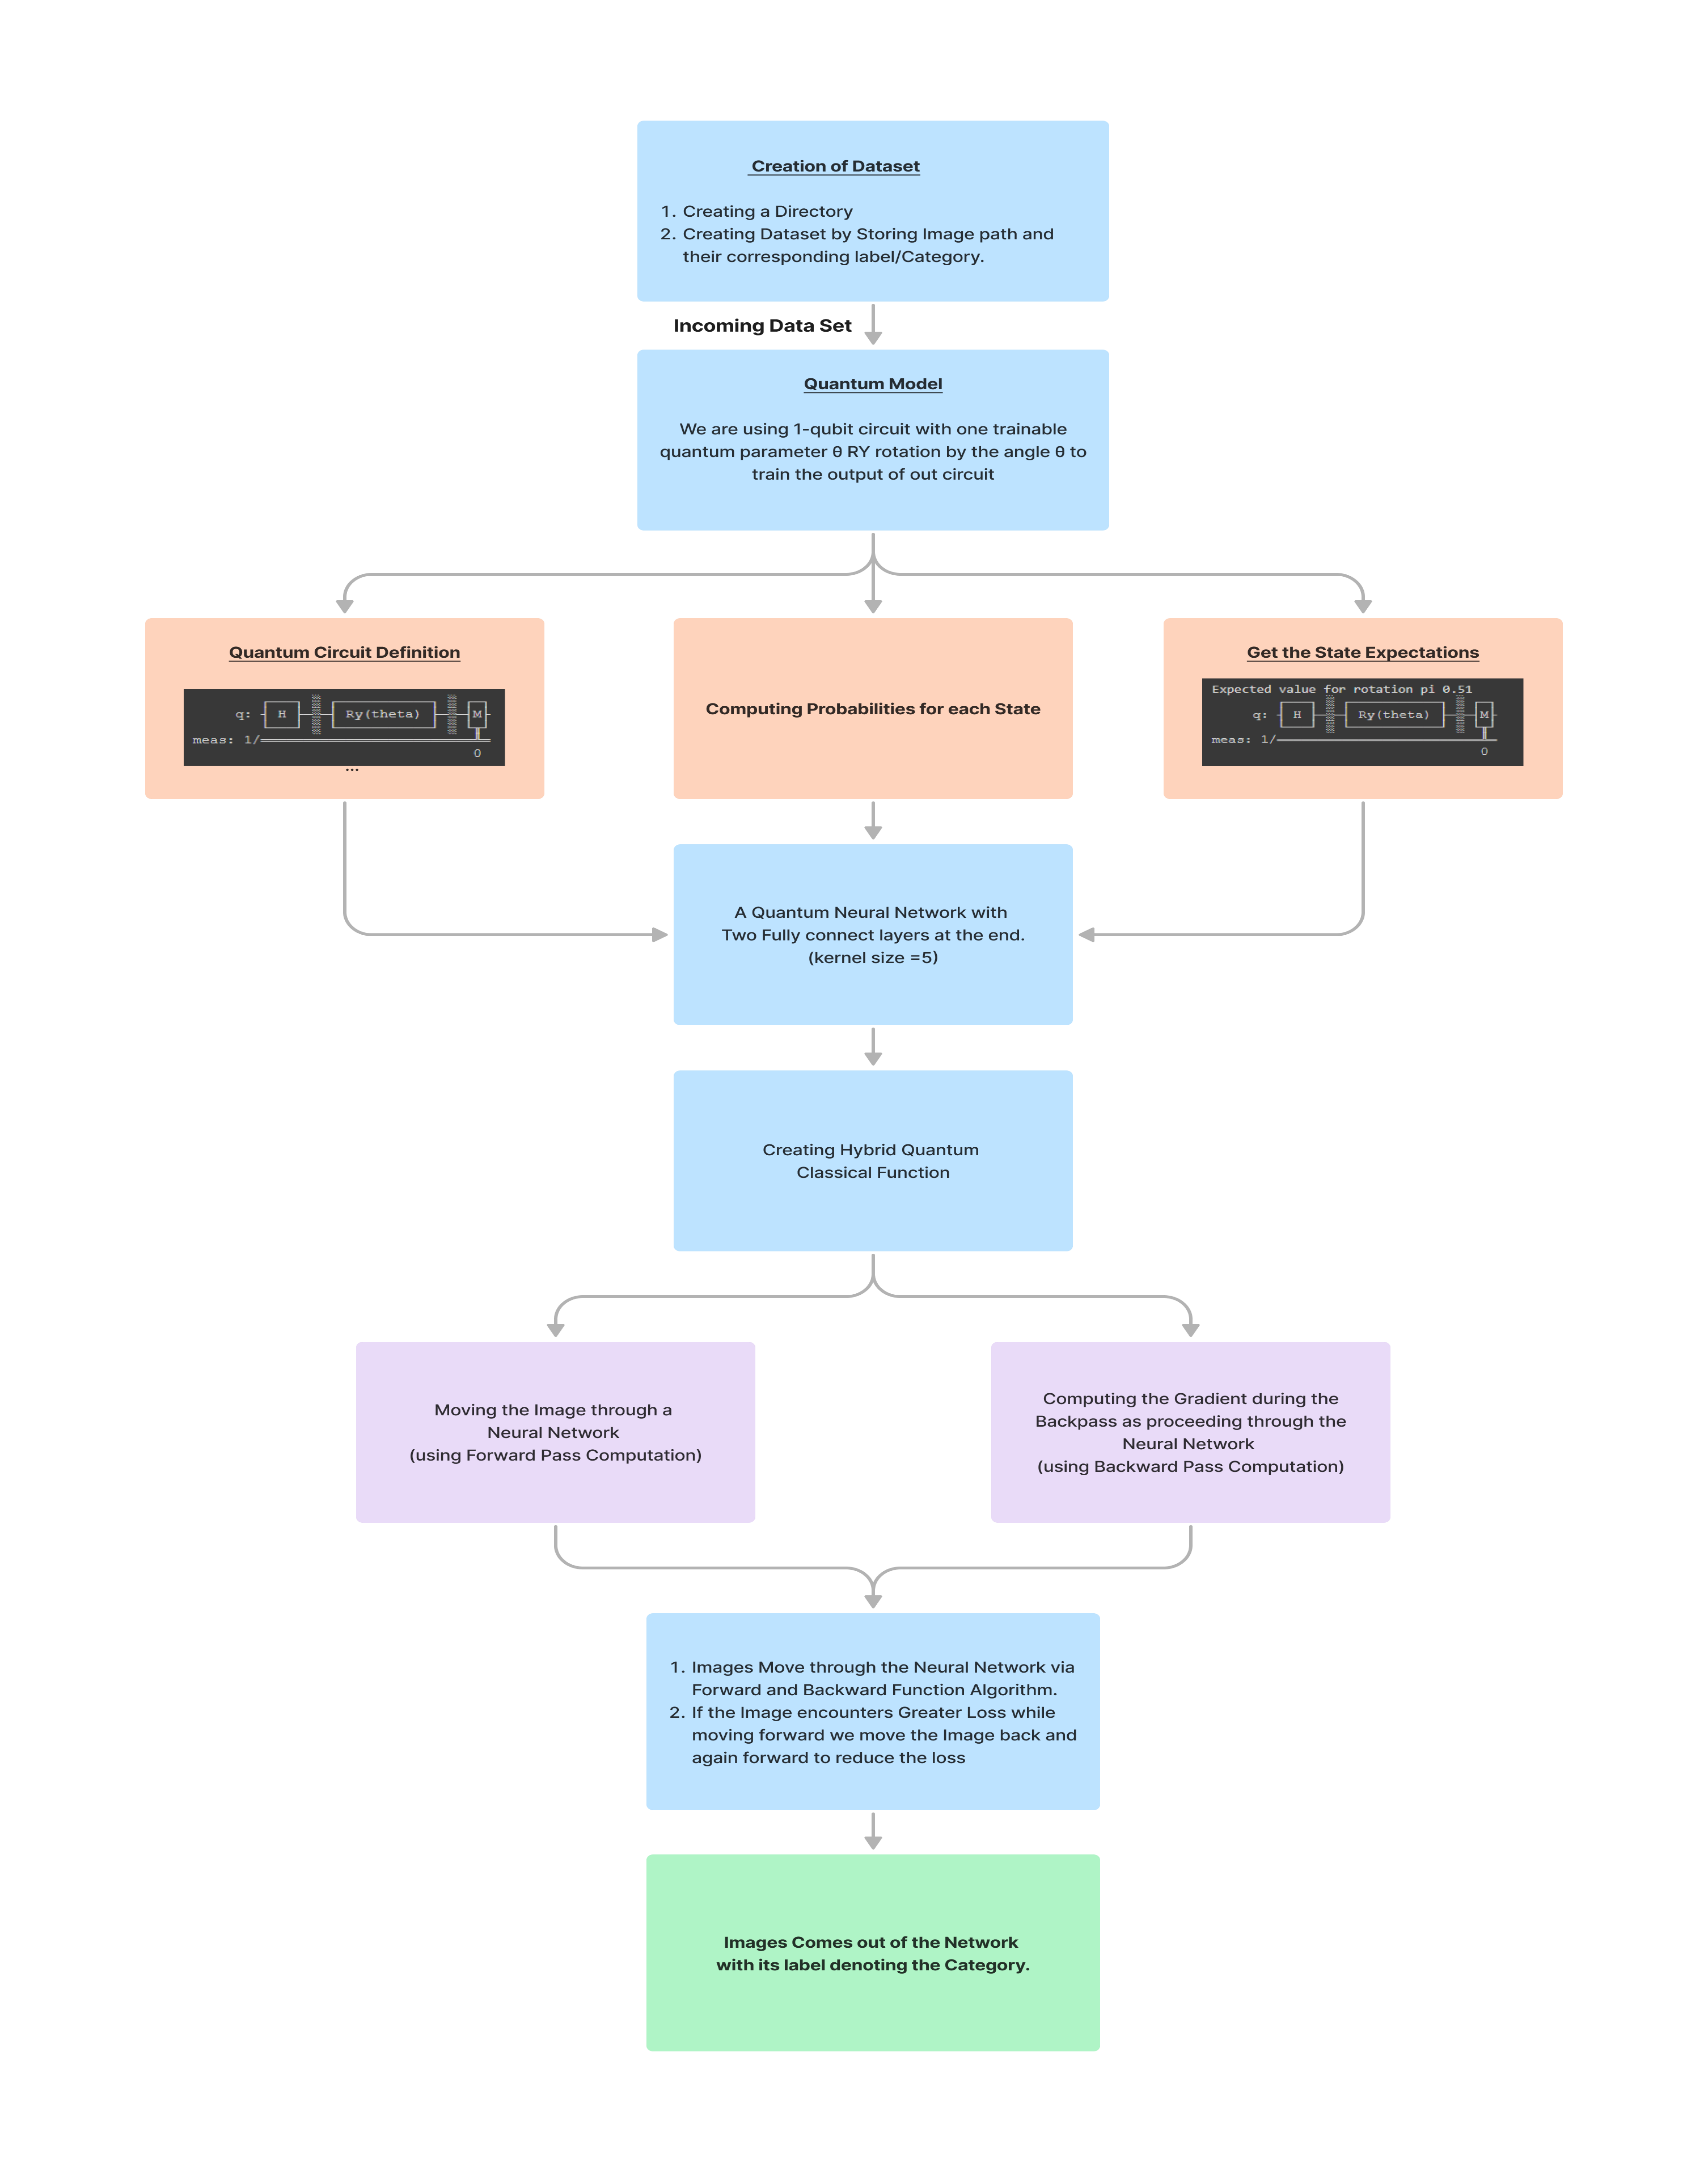 Creation of Dataset
1. Creating a Directory
2. Creating Dataset by Storing Image path and
their corresponding label/Category.
Incoming Data Set
Quantum Model
We are using 1-qubit circuit with one trainable
quantum parameter θ RY rotation by the angle θ to
train the output of out circuit
Quantum Circuit Definition
q: H Ry(theta) M
meas: 1/
0
...
Computing Probabilities for each State
Get the State Expectations
Expected value for rotation pi 0.51
q: H Ry(theta) M
meas: 1/
0
A Quantum Neural Network with
Two Fully connect layers at the end.
(kernel size =5)
Creating Hybrid Quantum
Classical Function
Moving the Image through a
Neural Network
(using Forward Pass Computation)
Computing the Gradient during the
Backpass as proceeding through the
Neural Network
(using Backward Pass Computation)
1. Images Move through the Neural Network via
Forward and Backward Function Algorithm.
2. If the Image encounters Greater Loss while
moving forward we move the Image back and
again forward to reduce the loss
Images Comes out of the Network
with its label denoting the Category.